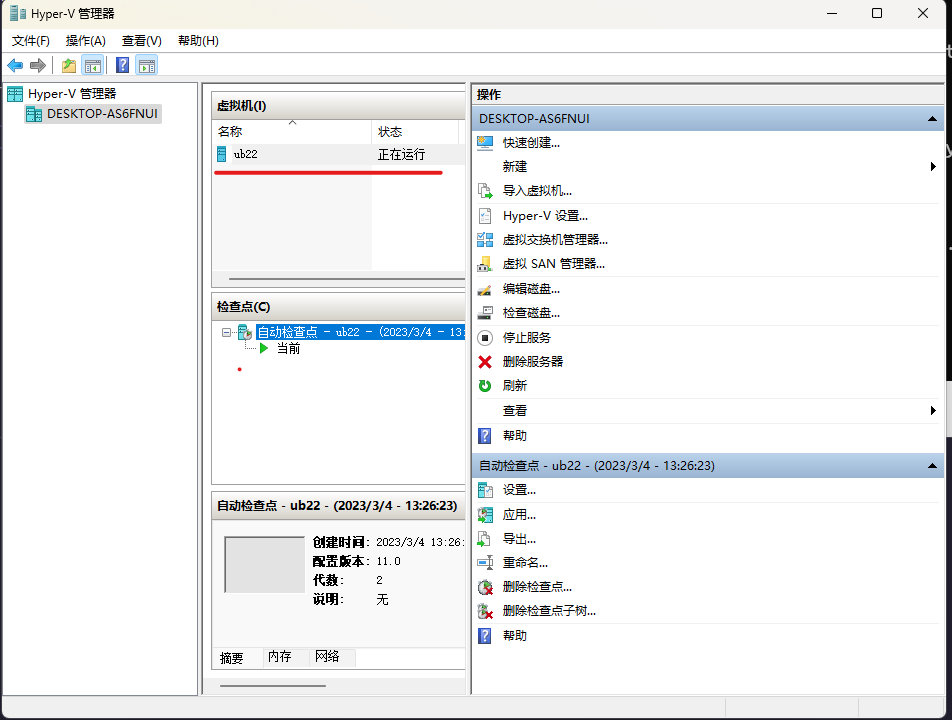 Hyper-V 管理器
文件(F) 操作(A) 查看(V) 帮助(H)
Hyper-V 管理器
DESKTOP-AS6FNUI
虚拟机(I)
名称 状态
ub22 正在运行
检查点(C)
自动检查点 - ub22 - (2023/3/4 - 13:
当前
自动检查点 - ub22 - (2023/3/4 - 13:26:23)
创建时间: 2023/3/4 13:26:
配置版本: 11.0
代数: 2
说明: 无
摘要 内存 网络
操作
DESKTOP-AS6FNUI
快速创建...
新建
导入虚拟机...
Hyper-V 设置...
虚拟交换机管理器...
虚拟 SAN 管理器...
编辑磁盘...
检查磁盘...
停止服务
删除服务器
刷新
查看
帮助
自动检查点 - ub22 - (2023/3/4 - 13:26:23)
设置...
应用...
导出...
重命名...
删除检查点...
删除检查点子树...
帮助